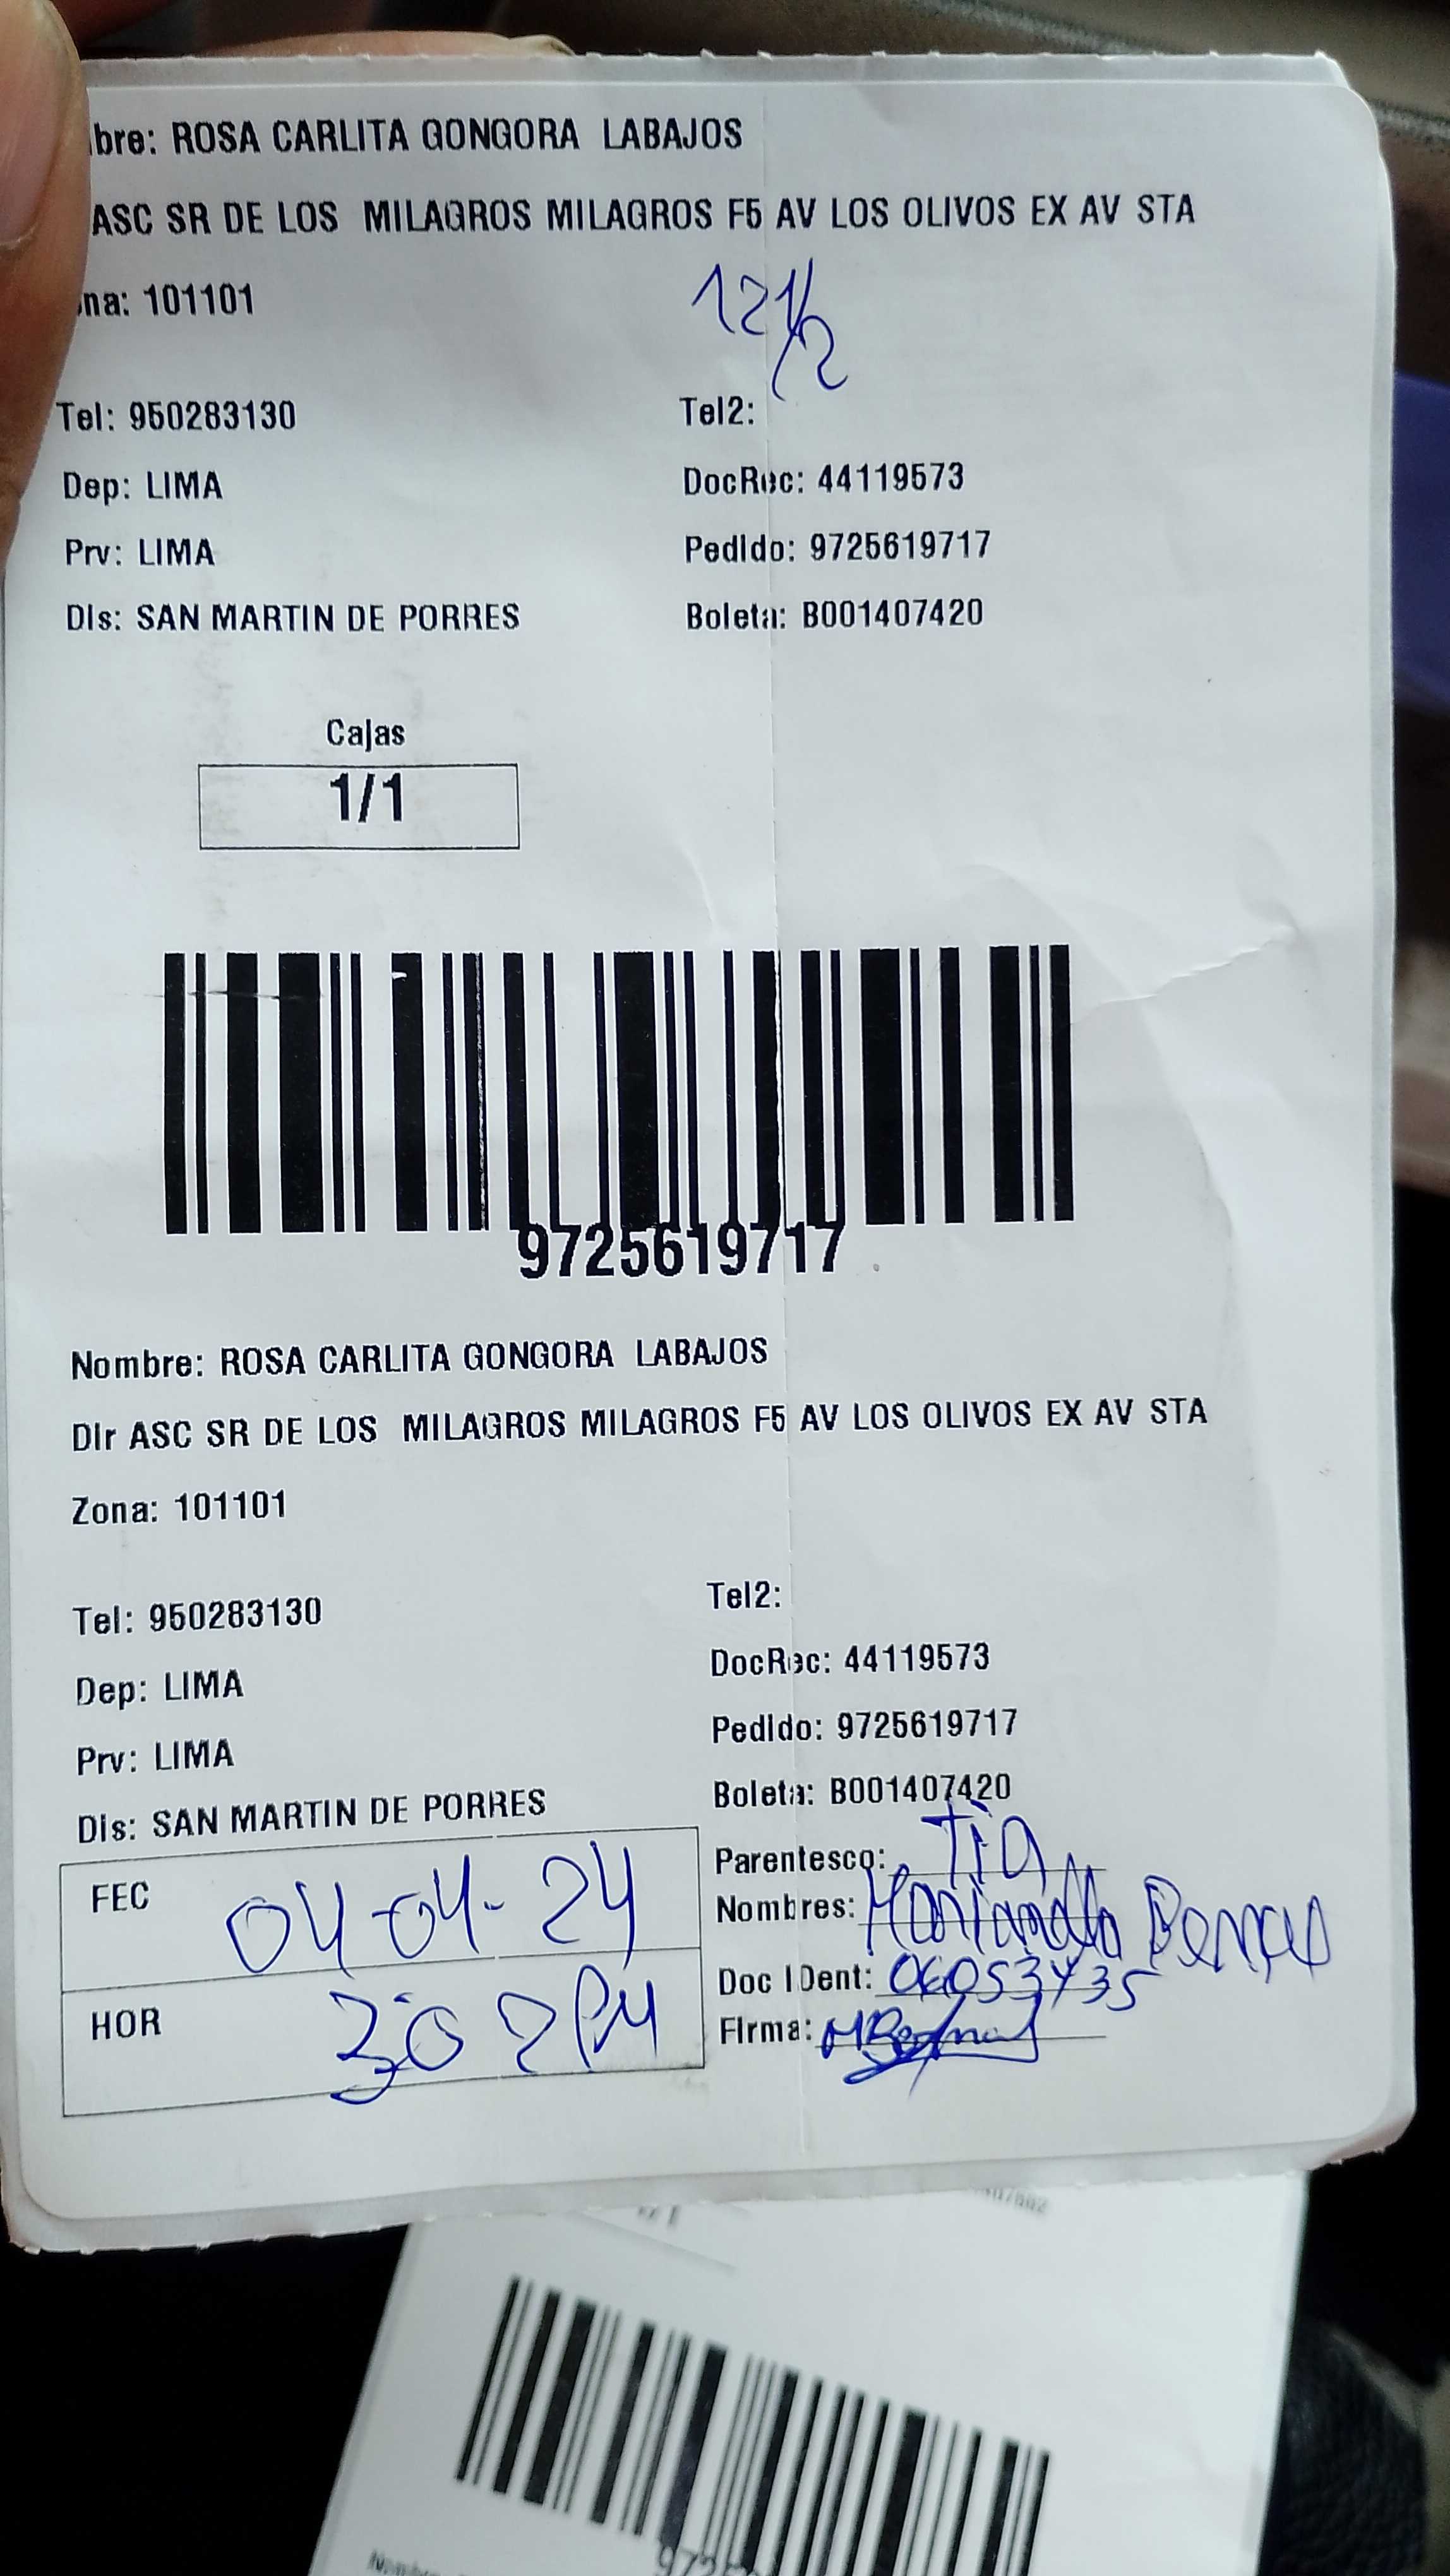 bre: ROSA CARLITA GONGORA LABAJOS
ASC SR DE LOS MILAGROS MILAGROS F5 AV LOS OLIVOS EX AV STA
na: 101101
12 1/2
Tel: 950283130 Tel2:
Dep: LIMA DocRec: 44119573
Prv: LIMA Pedido: 9725619717
Dis: SAN MARTIN DE PORRES Boleta: B001407420
Cajas
1/1
9725619717
Nombre: ROSA CARLITA GONGORA LABAJOS
Dir ASC SR DE LOS MILAGROS MILAGROS F5 AV LOS OLIVOS EX AV STA
Zona: 101101
Tel: 950283130 Tel2:
Dep: LIMA DocRec: 44119573
Prv: LIMA Pedido: 9725619717
Dis: SAN MARTIN DE PORRES Boleta: B001407420
Parentesco: Tia
FEC 04-04-24
Nombres:
Doc IDent: 06053435
HOR
Firma: